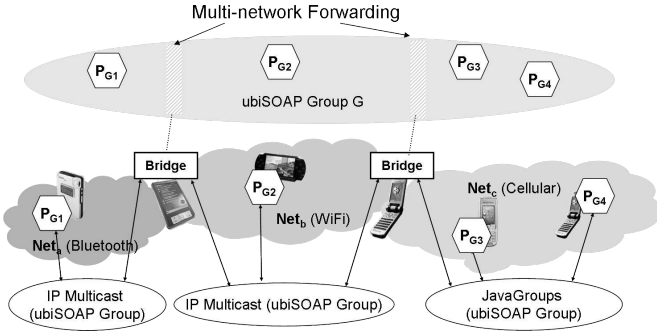 Multi-network Forwarding
PG1
PG2
PG3
PG4
ubiSOAP Group G
Bridge
Bridge
PG1
PG2
Netc (Cellular)
PG4
Netb (WiFi)
PG3
Neta (Bluetooth)
IP Multicast
(ubiSOAP Group)
IP Multicast (ubiSOAP Group)
JavaGroups
(ubiSOAP Group)